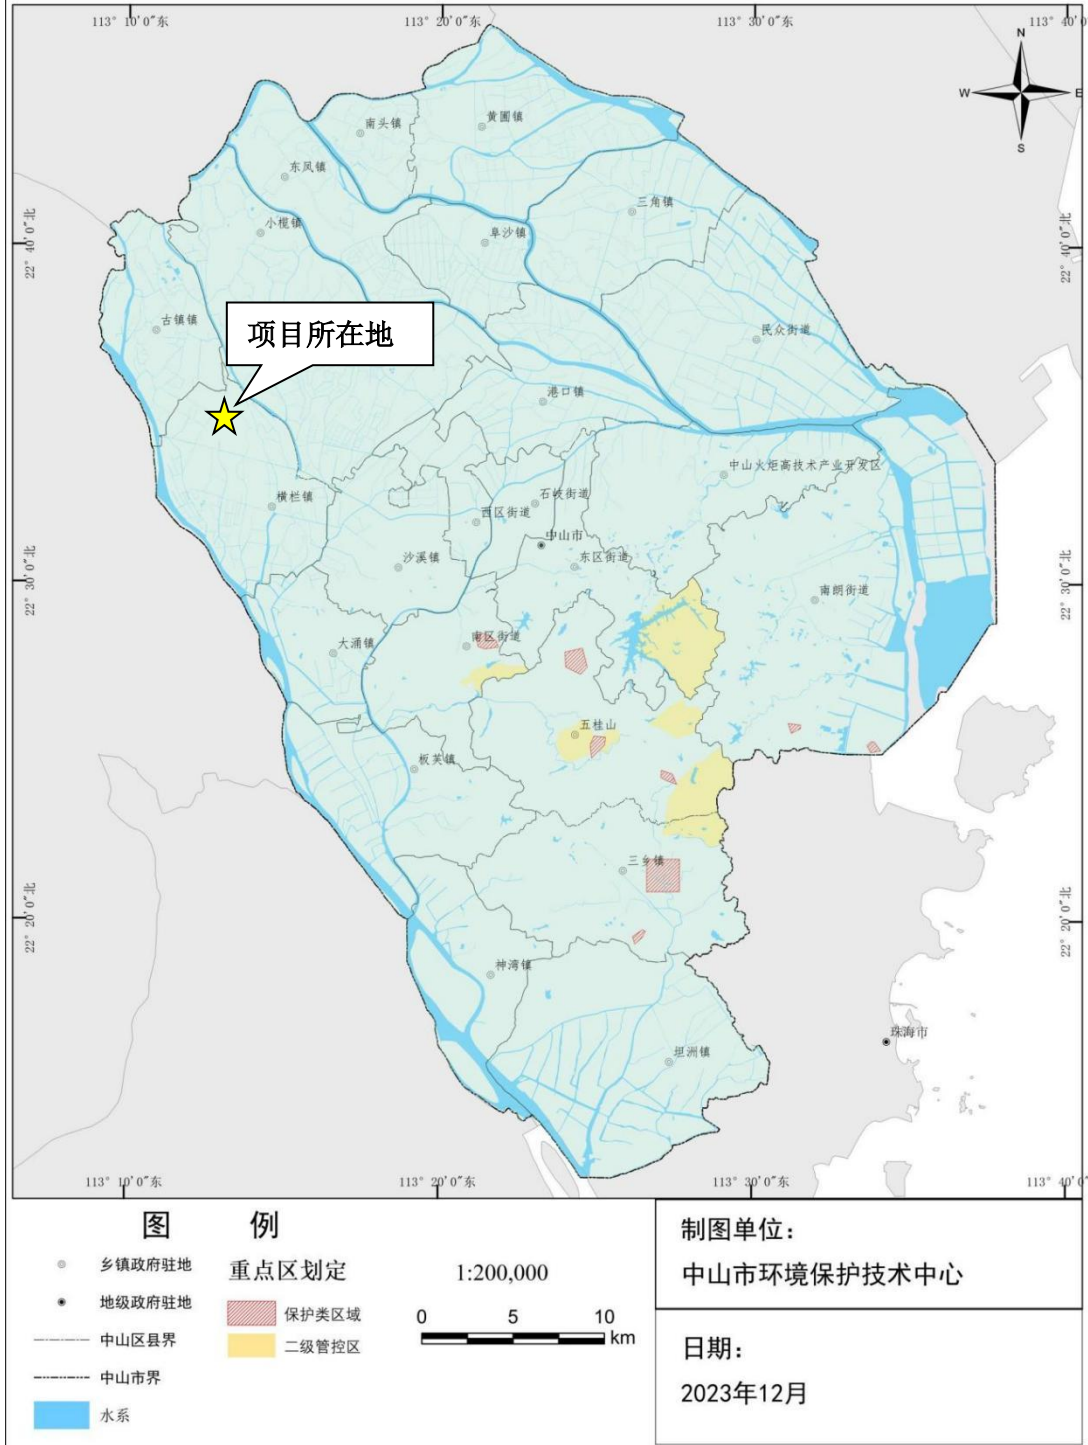 113° 10′0″东
113° 20′0″东
113° 30′0″东
113° 40′0
N
W
E
S
22° 40′0″北
22° 40′0″北
22° 30′0″北
22° 30′0″北
22° 20′0″北
22° 20′0″北
南头镇
黄圃镇
东凤镇
三角镇
小榄镇
阜沙镇
古镇镇
项目所在地
民众街道
港口镇
中山火炬高技术产业开发区
横栏镇
石岐街道
西区街道
中山市
沙溪镇
东区街道
南朗街道
大涌镇
南区街道
五桂山
板芙镇
三乡镇
神湾镇
坦洲镇
珠海市
113° 10′0″东
113° 20′0″东
113° 30′0″东
113° 40′0
图 例
乡镇政府驻地
地级政府驻地
中山区县界
中山市界
水系
重点区划定
保护类区域
二级管控区
1:200,000
0 5 10
km
制图单位：
中山市环境保护技术中心
日期：
2023年12月